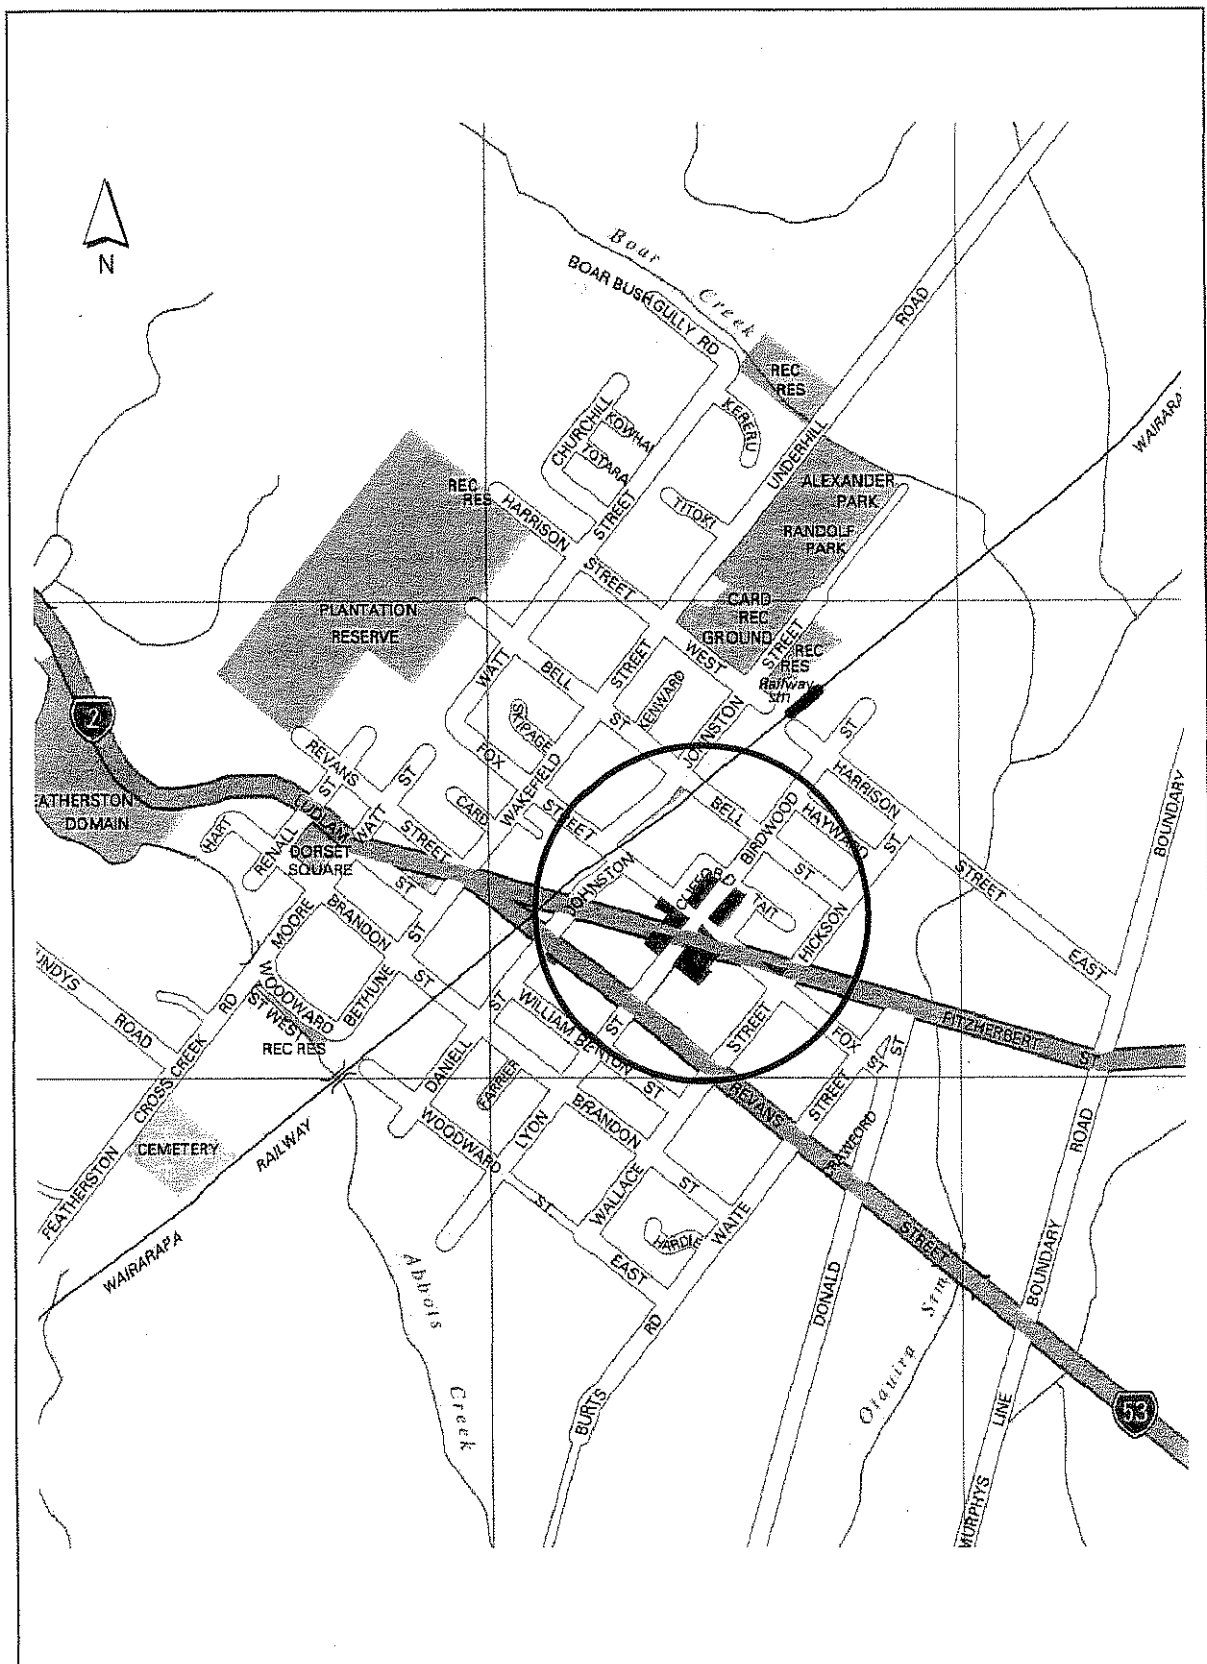 N
Boar
Creek
BOAR BUSH GULLY RD
ROAD
REC
RES
WAIRARA
KERERU
CHURCHILL
KOWHAI
TOTARA
UNDERHILL
ALEXANDER
PARK
RANDOLF
PARK
REC
RES
HARRISON
STREET
TITOKI
STREET
CARD
REC
GROUND
STREET
REC
RES
Railway
stn
PLANTATION
RESERVE
WATT
BELL
ST
STREET
WEST
KENWARD
JOHNSTON
SKIPAGE
FOX
STREET
WAKEFIELD
CARD
2
REVANS
ST
ST
LUDLAM
WATT
STREET
ST
EATHERSTON
DOMAIN
HART
RENALL
DORSET
SQUARE
ST
HARRISON
STREET
EAST
BOUNDARY
BELL
ST
BIRDWOOD
HAYWARD
ST
JOHNSTON
TAIT
HICKSON
MOORE
BRANDON
ST
ST
BETHUNE
WOODWARD
ST WEST
REC RES
UNDYS
ROAD
RD
CROSS CREEK
FEATHERSTON
CEMETERY
RAILWAY
WAIRARAPA
DANIELL
ST
WILLIAM BENTON
ST
ST
STREET
FOX
ST
FITZHERBERT
ST
FARRIER
LYON
BRANDON
ST
WOODWARD
ST
EAST
WALLACE
HARDIE
WAITE
STREET
REVANS
STREET
ST
ROAD
BOUNDARY
DONALD
RD
BURTS
Abbots
Creek
Otauira Stm
53
LINE
MURPHYS